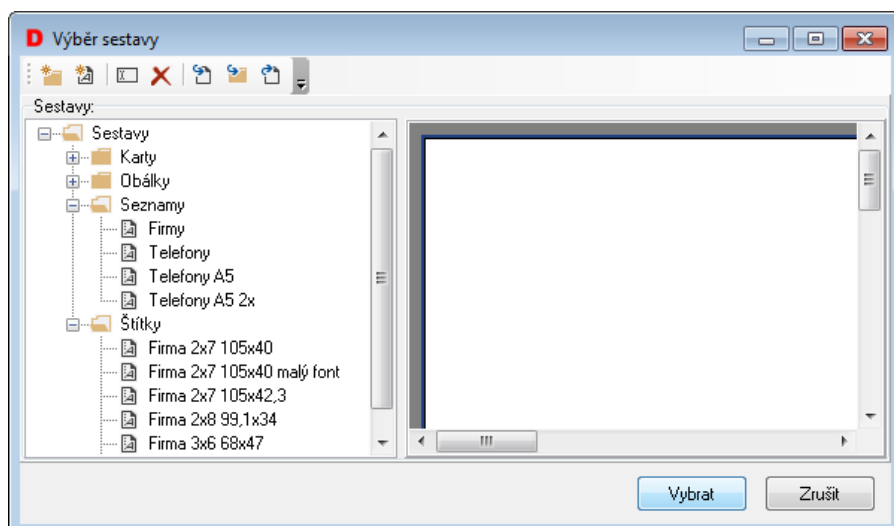 D Výběr sestavy
Sestavy:
Sestavy
Karty
Obálky
Seznamy
Firmy
Telefony
Telefony A5
Telefony A5 2x
Štítky
Firma 2x7 105x40
Firma 2x7 105x40 malý font
Firma 2x7 105x42,3
Firma 2x8 99,1x34
Firma 3x6 68x47
Vybrat Zrušit